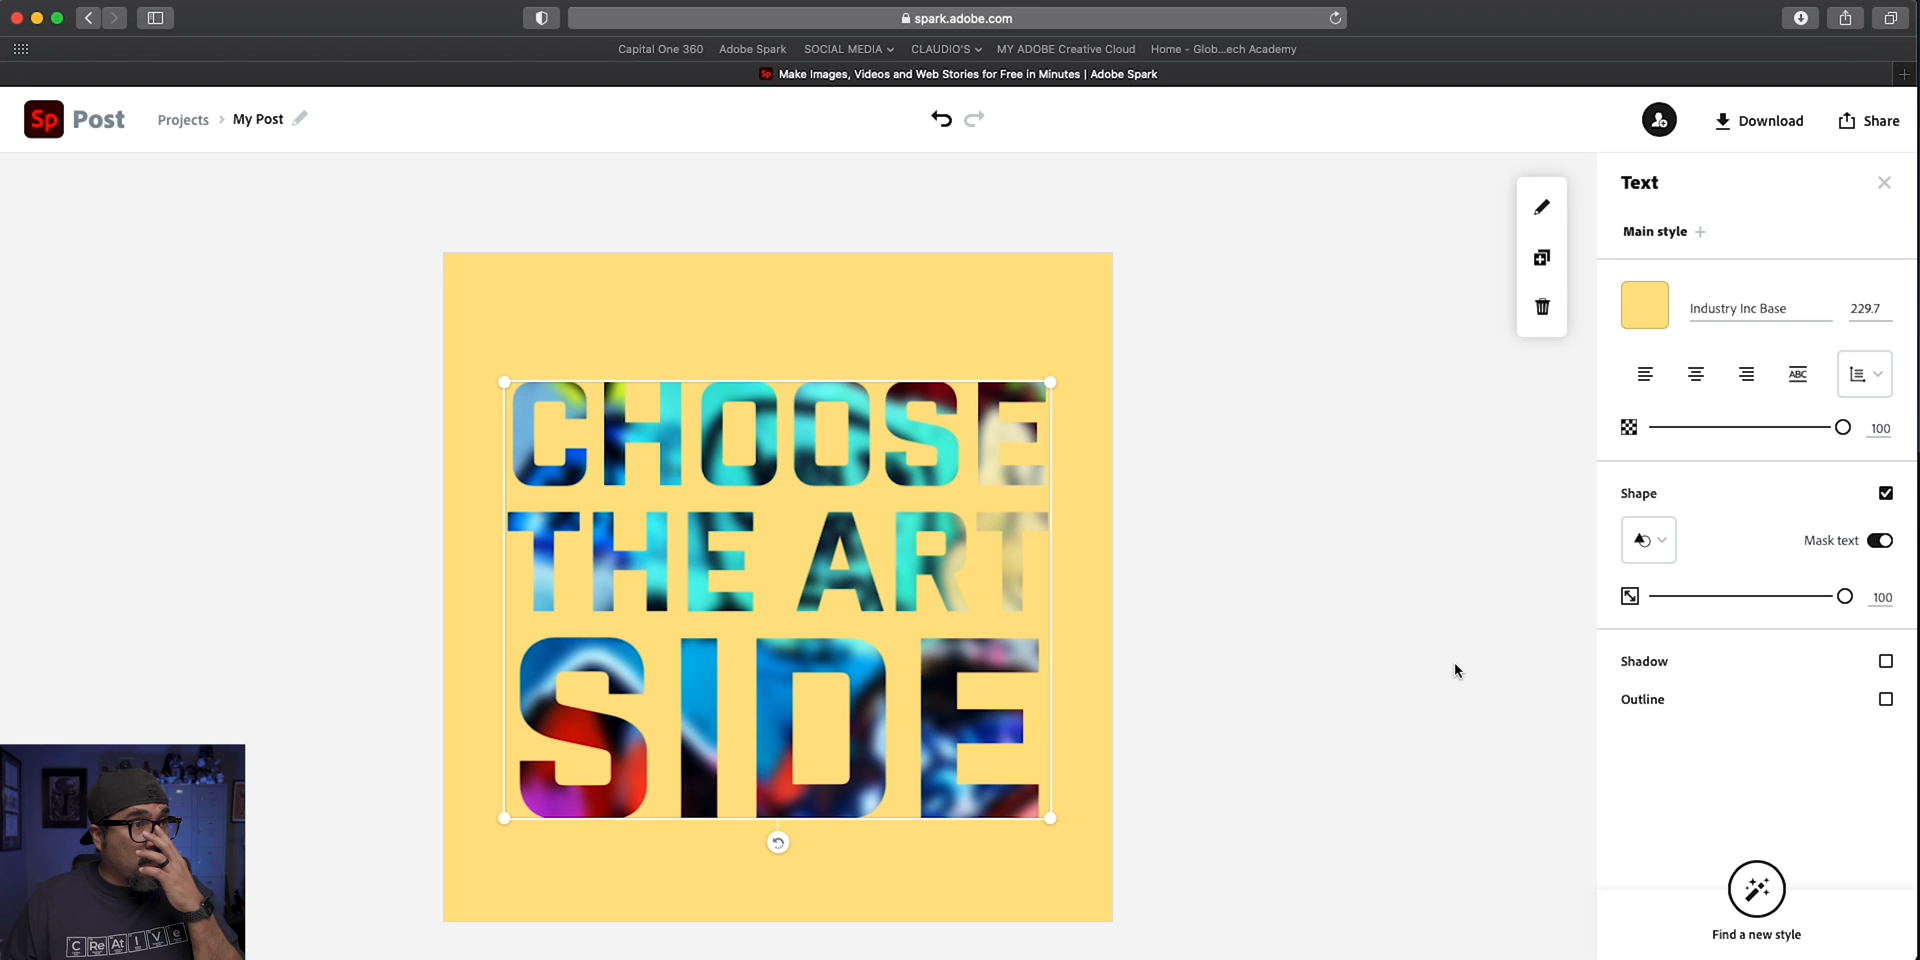 spark.adobe.com
Capital One 360 Adobe Spark SOCIAL MEDIA CLAUDIO'S MY ADOBE Creative Cloud Home - Glob...ech Academy
Sp Make Images, Videos and Web Stories for Free in Minutes | Adobe Spark
Sp Post Projects > My Post
Download Share
Text
Main style +
Industry Inc Base 229.7
ABC
100
Shape
Mask text
100
Shadow
Outline
Find a new style
CHOOSE
THE ART
SIDE
CReAtIVe